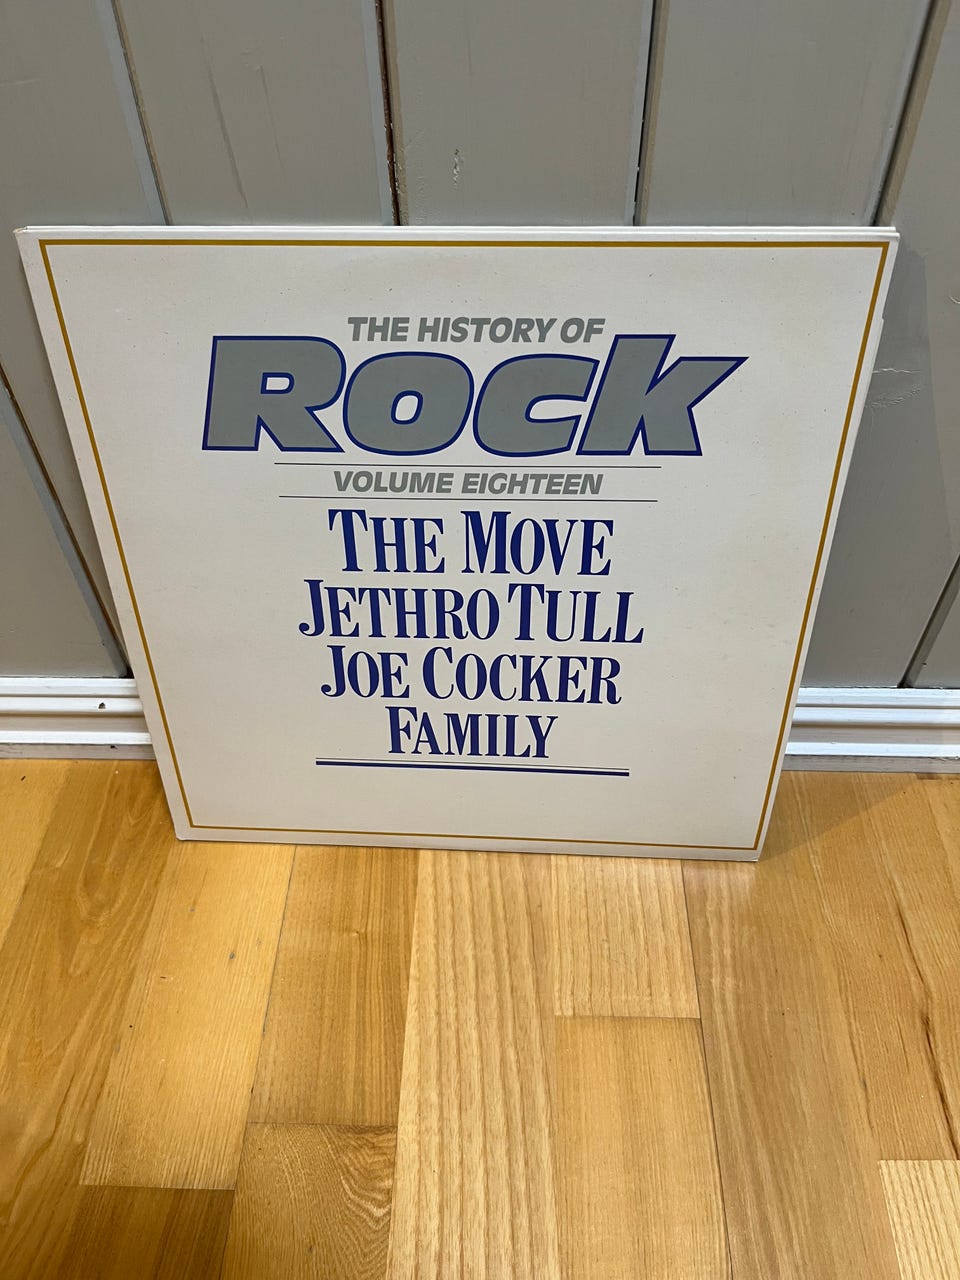 THE HISTORY OF
ROCK
VOLUME EIGHTEEN
THE MOVE
JETHRO TULL
JOE COCKER
FAMILY